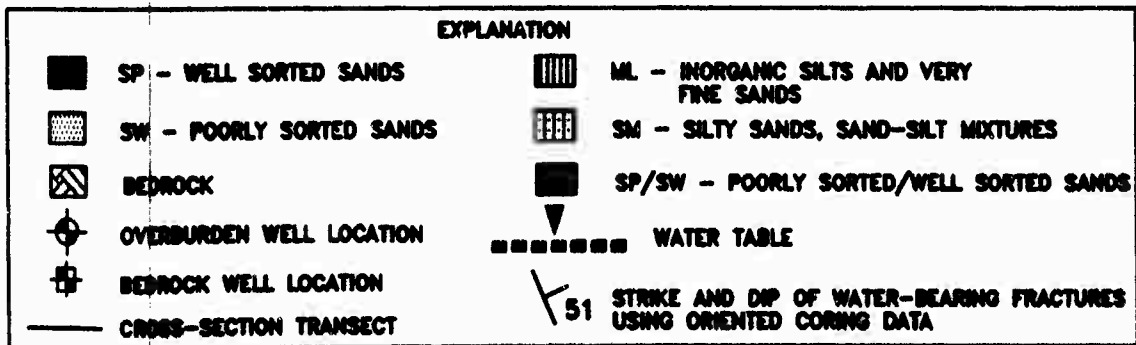 EXPLANATION
SP - WELL SORTED SANDS
SW - POORLY SORTED SANDS
BEDROCK
OVERBURDEN WELL LOCATION
BEDROCK WELL LOCATION
CROSS-SECTION TRANSECT
ML - INORGANIC SILTS AND VERY
FINE SANDS
SM - SILTY SANDS, SAND-SILT MIXTURES
SP/SW - POORLY SORTED/WELL SORTED SANDS
WATER TABLE
51 STRIKE AND DIP OF WATER-BEARING FRACTURES
USING ORIENTED CORING DATA